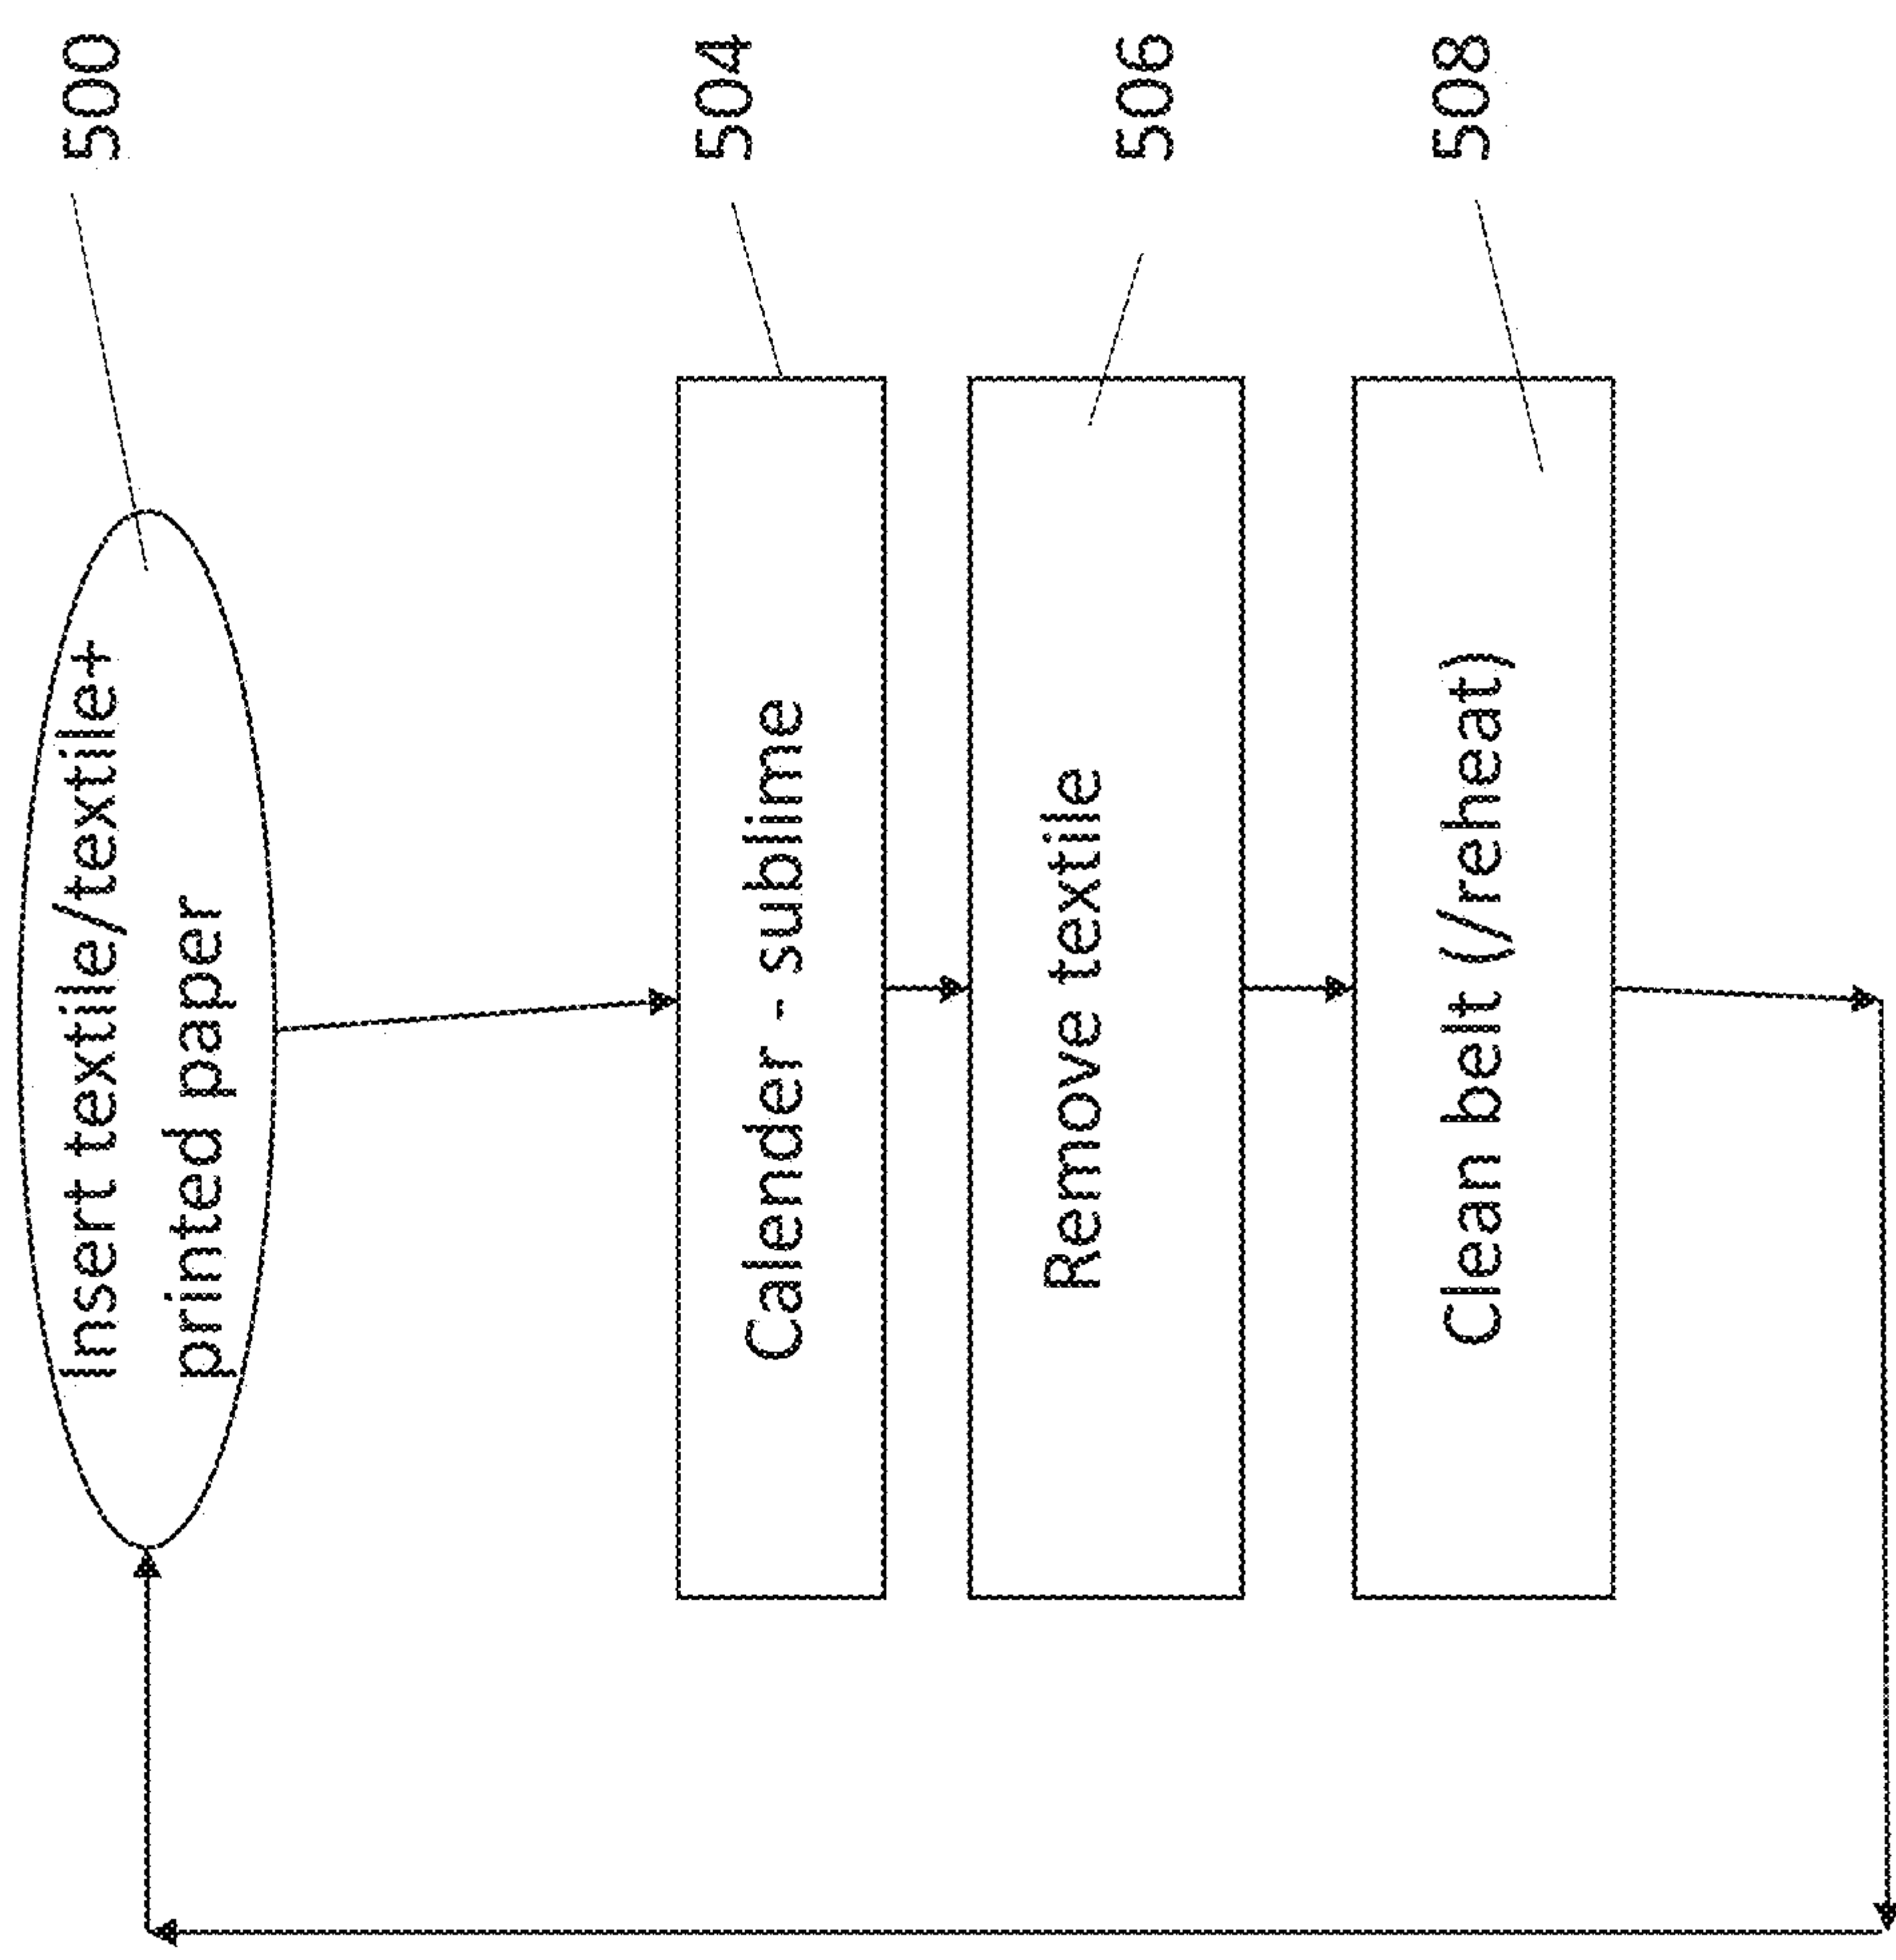 Insert textile/textile+
printed paper
500
Calender - sublime
504
Remove textile
506
Clean belt (/reheat)
508